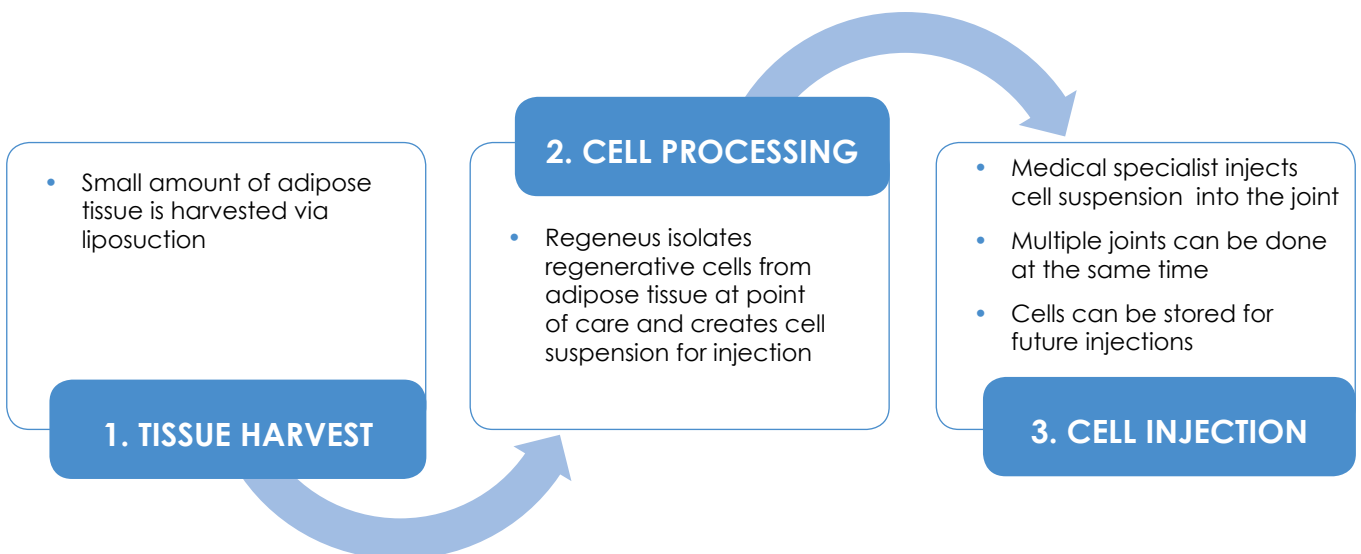 • Small amount of adipose
tissue is harvested via
liposuction
1. TISSUE HARVEST
2. CELL PROCESSING
• Regeneus isolates
regenerative cells from
adipose tissue at point
of care and creates cell
suspension for injection
• Medical specialist injects
cell suspension into the joint
• Multiple joints can be done
at the same time
• Cells can be stored for
future injections
3. CELL INJECTION